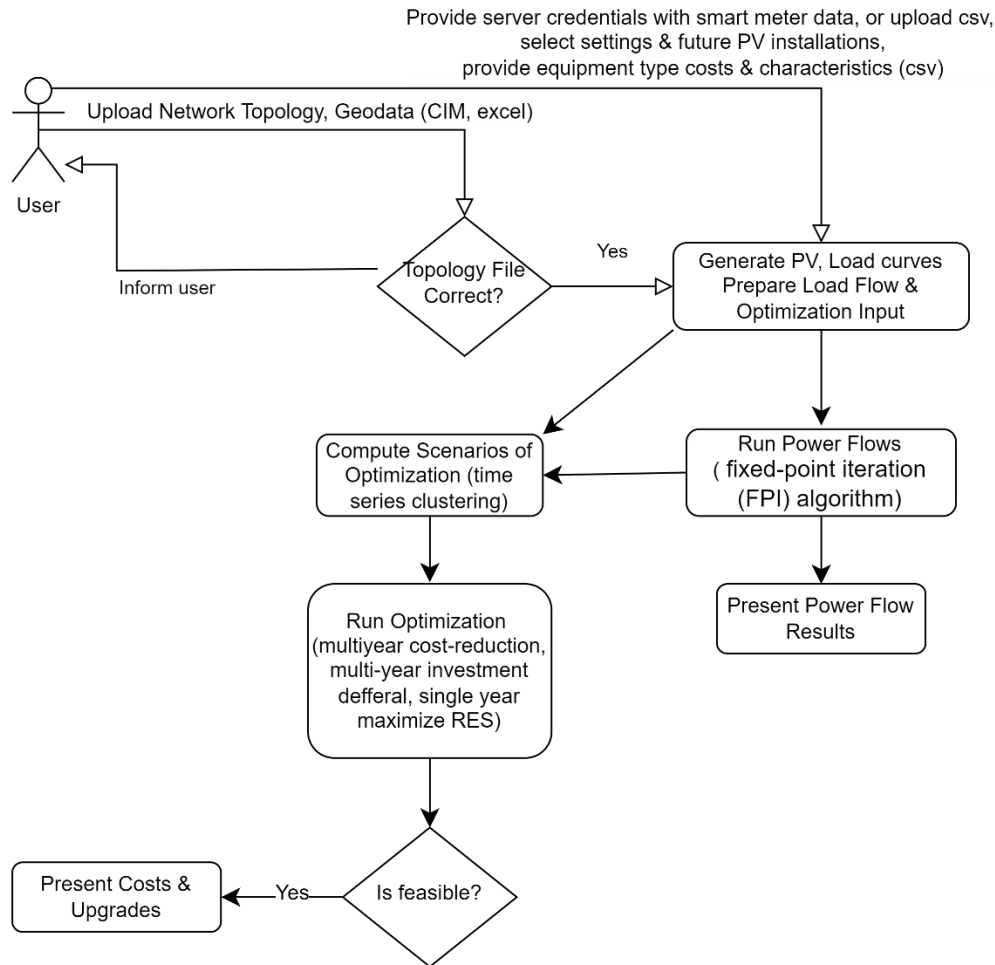 Provide server credentials with smart meter data, or upload csv,
select settings & future PV installations,
provide equipment type costs & characteristics (csv)
Upload Network Topology, Geodata (CIM, excel)
User
Inform user
Topology File
Correct?
Yes
Generate PV, Load curves
Prepare Load Flow &
Optimization Input
Compute Scenarios of
Optimization (time
series clustering)
Run Power Flows
( fixed-point iteration
(FPI) algorithm)
Present Power Flow
Results
Run Optimization
(multiyear cost-reduction,
multi-year investment
defferal, single year
maximize RES)
Is feasible?
Yes
Present Costs &
Upgrades